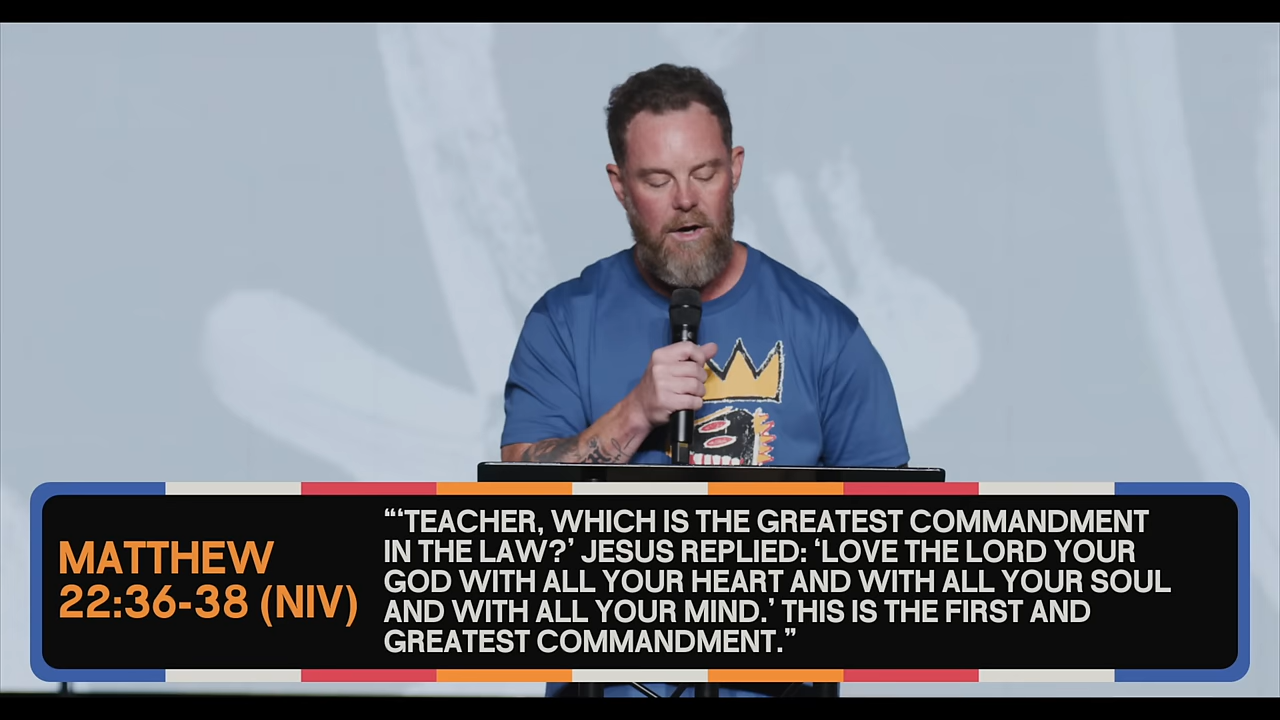 MATTHEW
22:36-38 (NIV)
“‘TEACHER, WHICH IS THE GREATEST COMMANDMENT
IN THE LAW?’ JESUS REPLIED: ‘LOVE THE LORD YOUR
GOD WITH ALL YOUR HEART AND WITH ALL YOUR SOUL
AND WITH ALL YOUR MIND.’ THIS IS THE FIRST AND
GREATEST COMMANDMENT.”